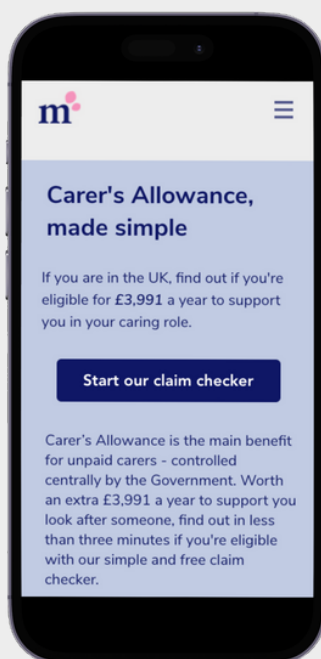 m
Carer's Allowance,
made simple
If you are in the UK, find out if you're
eligible for £3,991 a year to support
you in your caring role.
Start our claim checker
Carer's Allowance is the main benefit
for unpaid carers - controlled
centrally by the Government. Worth
an extra £3,991 a year to support you
look after someone, find out in less
than three minutes if you're eligible
with our simple and free claim
checker.